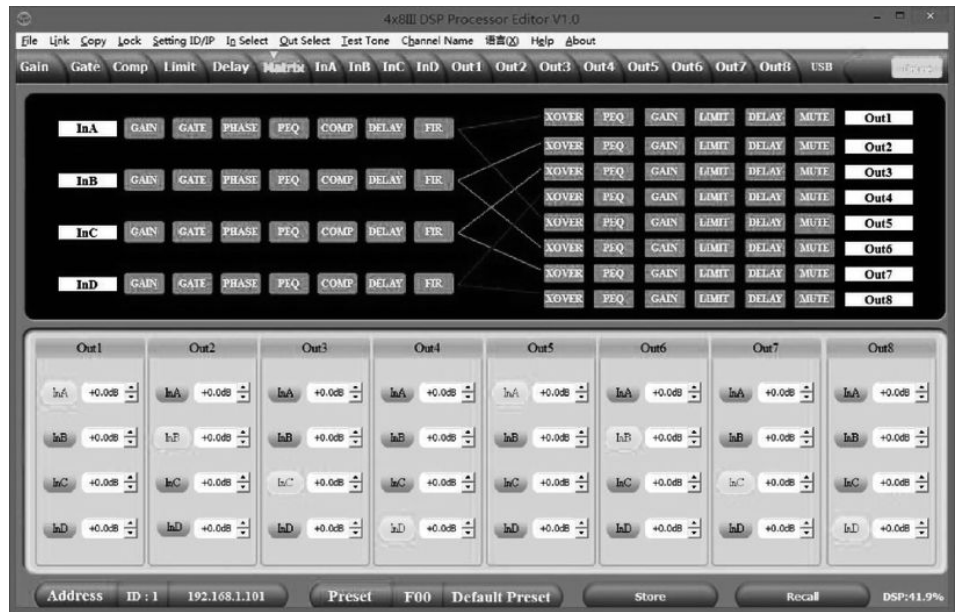 4x8III DSP Processor Editor V1.0
File Link Copy Lock Setting ID/IP In Select Out Select Test Tone Channel Name 语言(X) Help About
Gain Gate Comp Limit Delay Matrix InA InB InC InD Out1 Out2 Out3 Out4 Out5 Out6 Out7 Out8 USB
XOVER PEQ GAIN LIMIT DELAY MUTE Out1
InA GAIN GATE PHASE PEQ COMP DELAY FIR
XOVER PEQ GAIN LIMIT DELAY MUTE Out2
XOVER PEQ GAIN LIMIT DELAY MUTE Out3
InB GAIN GATE PHASE PEQ COMP DELAY FIR
XOVER PEQ GAIN LIMIT DELAY MUTE Out4
XOVER PEQ GAIN LIMIT DELAY MUTE Out5
InC GAIN GATE PHASE PEQ COMP DELAY FIR
XOVER PEQ GAIN LIMIT DELAY MUTE Out6
XOVER PEQ GAIN LIMIT DELAY MUTE Out7
InD GAIN GATE PHASE PEQ COMP DELAY FIR
XOVER PEQ GAIN LIMIT DELAY MUTE Out8
Out1 Out2 Out3 Out4 Out5 Out6 Out7 Out8
InA +0.0dB InA +0.0dB InA +0.0dB InA +0.0dB InA +0.0dB InA +0.0dB InA +0.0dB InA +0.0dB
InB +0.0dB InB +0.0dB InB +0.0dB InB +0.0dB InB +0.0dB InB +0.0dB InB +0.0dB InB +0.0dB
InC +0.0dB InC +0.0dB InC +0.0dB InC +0.0dB InC +0.0dB InC +0.0dB InC +0.0dB InC +0.0dB
InD +0.0dB InD +0.0dB InD +0.0dB InD +0.0dB InD +0.0dB InD +0.0dB InD +0.0dB InD +0.0dB
Address ID : 1 192.168.1.101 Preset F00 Default Preset Store Recall DSP:41.9%